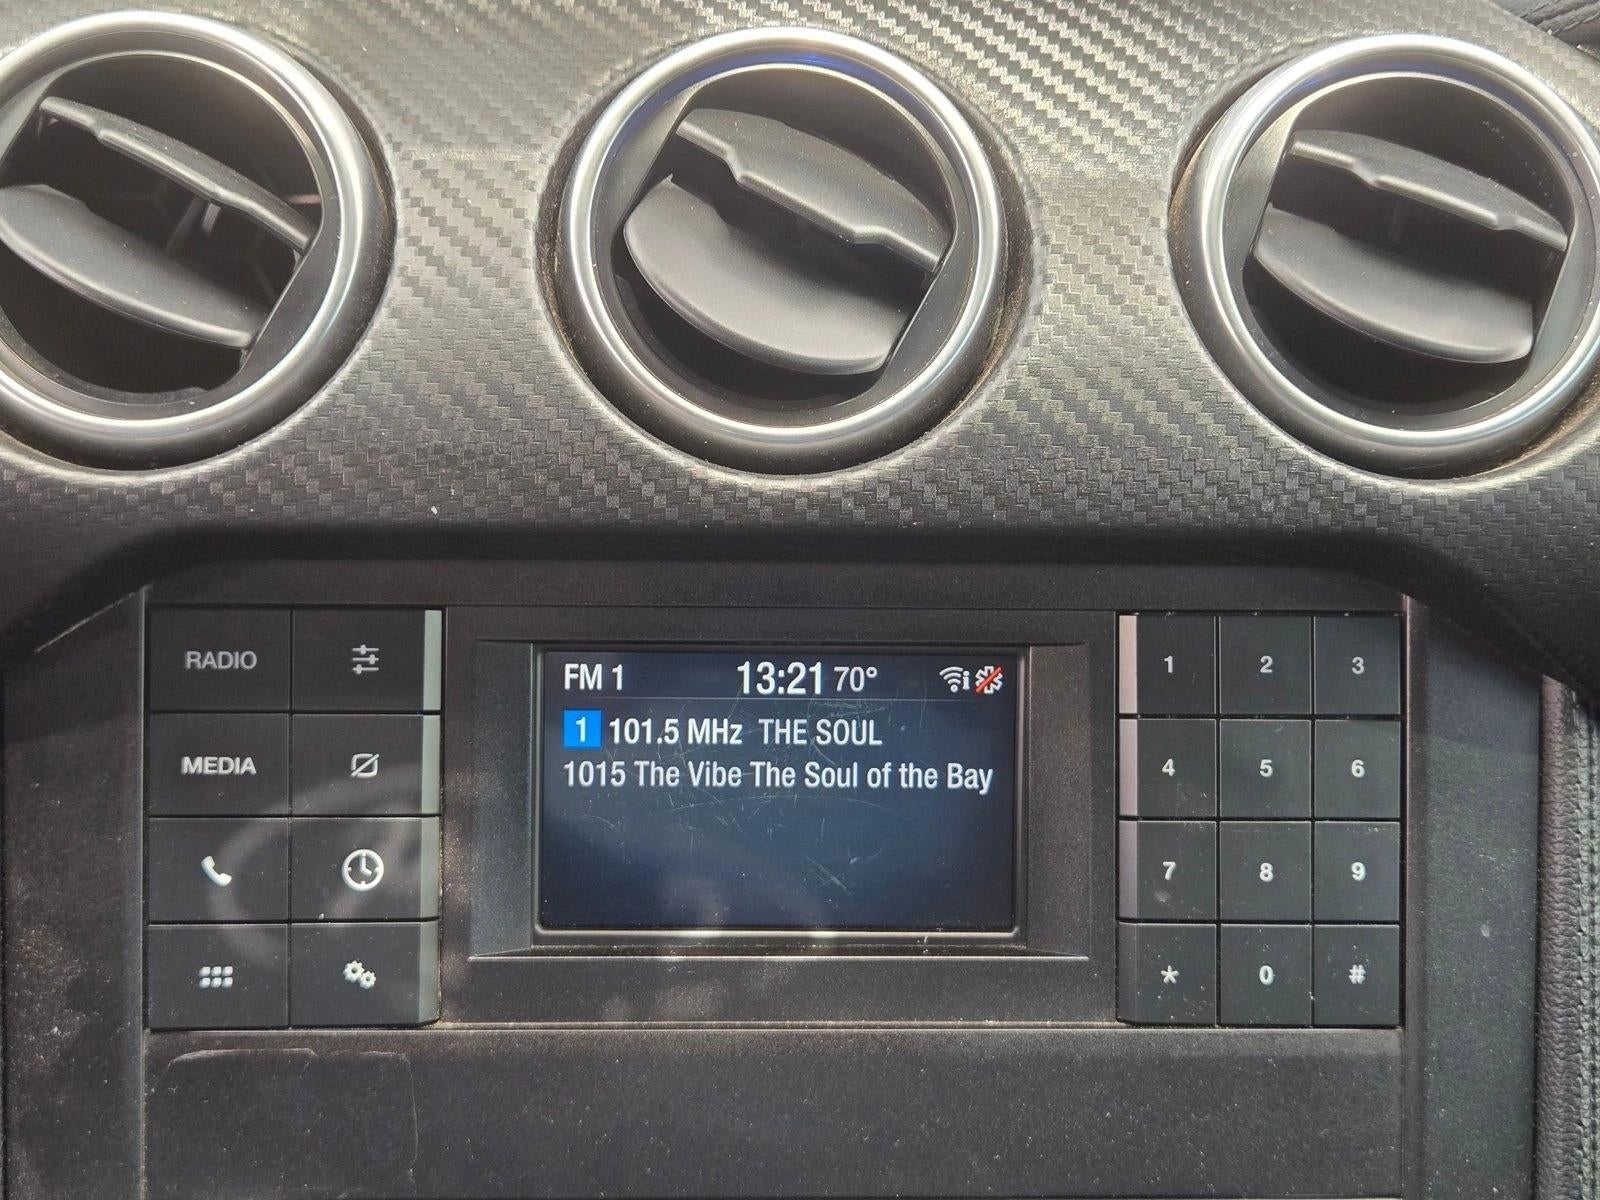 RADIO
MEDIA
FM 1 13:21 70°
1 101.5 MHz THE SOUL
1015 The Vibe The Soul of the Bay
1 2 3
4 5 6
7 8 9
* 0 #